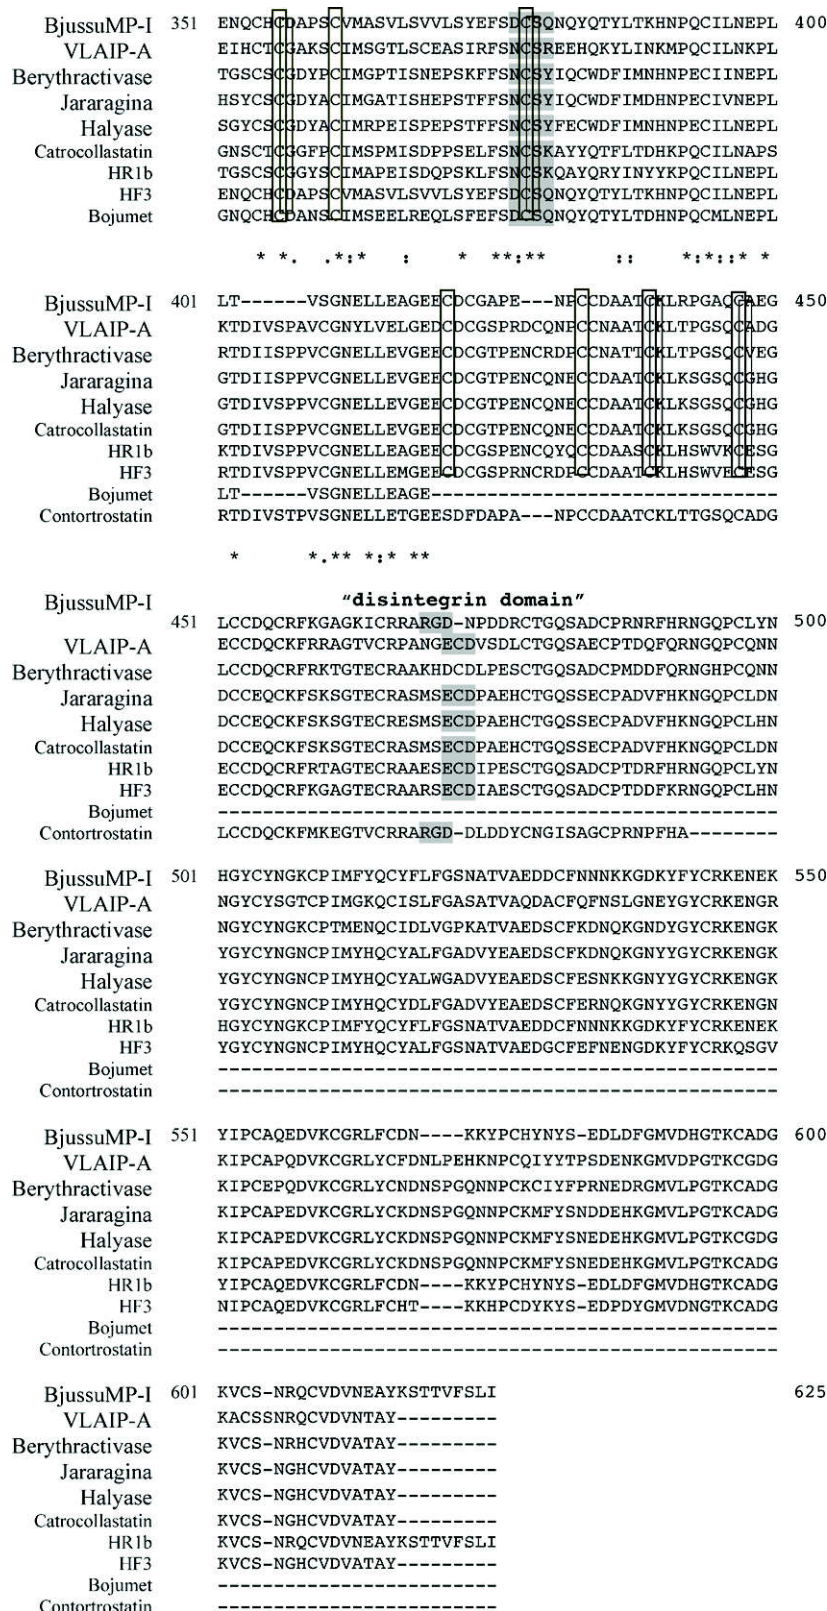 BjussuMP-I 351 ENQCHCDAPSCVMASVLSVVLSYEFSDCSQNQYQTYLTKHNPQCILNEPL 400
VLAIP-A EIHCTCGAKSCIMSGTLSCEASIRFSNCSREEHQKYLINKMPQCILNKPL
Berythractivase TGSCSCGDYPCIMGPTISNEPSKFFSNCSYIQCWDFIMNHNPECIINEPL
Jararagina HSYCSCGDYACIMGATISHEPSTFFSNCSYIQCWDFIMDHNPECIVNEPL
Halyase SGYCSCGDYACIMRPEISPEPSTFFSNCSYFECWDFIMNHNPECILNEPL
Catrocollastatin GNSCTCGGFPCIMSPMISDPPSELFSNCSKAYYQTFLTDHKPQCILNAPS
HR1b TGSCSCGGYSCIMSPVISHDISKYFSDCSYIQCWDFIMKENPQCILNKHL
HF3 ENQCHCDAPSCVMASVLSVVLSYEFSDCSQNQYQTYLTKHNPQCILNEPL
Bojumet GNQCHCDANSCIMSEELREQLSFEFSDCSQNQYQTYLTDHNPQCMLNEPL
* *. .*:* : * **:** :: *:*::: *
BjussuMP-I 401 LT------VSGNELLEAGEECDCGAPE---NPCCDAATCKLRPGAQCAEG 450
VLAIP-A KTDIVSPAVCGNYLVELGEDCDCGSPRDCQNPCCNAATCKLTPGSQCADG
Berythractivase RTDIISPPVCGNELLEVGEECDCGTPENCRDPCCNATTCKLTPGSQCVEG
Jararagina GTDIISPPVCGNELLEVGEECDCGTPENCQNECCDAATCKLKSGSQCGHG
Halyase GTDIVSPPVCGNELLEVGEECDCGTPENCQNECCDAATCKLKSGSQCGHG
Catrocollastatin GTDIISPPVCGNELLEVGEECDCGTPENCQNECCDAATCKLKSGSQCGHG
HR1b KTDIVSPPVCGNELLEAGEECDCGSPENCQYQCCDAASCKLHSWVKCESG
HF3 RTDIVSPPVCGNELLEMGEECDCGSPRNCRDPCCDAATCKLHSWVECESG
Bojumet LT------VSGNELLEAGE-------------------------------
Contortrostatin RTDIVSTPVSGNELLETGEESDFDAPA---NPCCDAATCKLTTGSQCADG
* *.** *:* **
“disintegrin domain”
BjussuMP-I 451 LCCDQCRFKGAGKICRRARGD-NPDDRCTGQSADCPRNRFHRNGQPCLYN 500
VLAIP-A ECCDQCRFRRAGTVCRPANGECDVSDLCTGQSAECPTDQFQRNGQPCQNN
Berythractivase LCCDQCRFRKTGTECRAAKHDCDLPESCTGQSADCPMDDFQRNGHPCQNN
Jararagina DCCEQCKFSKSGTECRASMSECDPAEHCTGQSSECPADVFHKNGQPCLDN
Halyase DCCEQCKFSKSGTECRESMSECDPAEHCTGQSSECPADVFHKNGQPCLHN
Catrocollastatin DCCEQCKFSKSGTECRASMSECDPAEHCTGQSSECPADVFHKNGQPCLDN
HR1b ECCDQCRFRTAGTECRAAESECDIPESCTGQSADCPTDRFHRNGQPCLYN
HF3 ECCDQCRFKGAGTECRAARSECDIAESCTGQSADCPTDDFKRNGQPCLHN
Bojumet --------------------------------------------------
Contortrostatin LCCDQCKFMKEGTVCRRARGD-DLDDYCNGISAGCPRNPFHA--------
BjussuMP-I 501 HGYCYNGKCPIMFYQCYFLFGSNATVAEDDCFNNNKKGDKYFYCRKENEK 550
VLAIP-A NGYCYSGTCPIMGKQCISLFGASATVAQDACFQFNSLGNEYGYCRKENGR
Berythractivase NGYCYNGKCPTMENQCIDLVGPKATVAEDSCFKDNQKGNDYGYCRKENGK
Jararagina YGYCYNGNCPIMYHQCYALFGADVYEAEDSCFKDNQKGNYYGYCRKENGK
Halyase YGYCYNGNCPIMYHQCYALWGADVYEAEDSCFESNKKGNYYGYCRKENGK
Catrocollastatin YGYCYNGNCPIMYHQCYDLFGADVYEAEDSCFERNQKGNYYGYCRKENGN
HR1b HGYCYNGKCPIMFYQCYFLFGSNATVAEDDCFNNNKKGDKYFYCRKENEK
HF3 YGYCYNGNCPIMYHQCYALFGSNATVAEDGCFEFNENGDKYFYCRKQSGV
Bojumet --------------------------------------------------
Contortrostatin --------------------------------------------------
BjussuMP-I 551 YIPCAQEDVKCGRLFCDN----KKYPCHYNYS-EDLDFGMVDHGTKCADG 600
VLAIP-A KIPCAPQDVKCGRLYCFDNLPEHKNPCQIYYTPSDENKGMVDPGTKCGDG
Berythractivase KIPCEPQDVKCGRLYCNDNSPGQNNPCKCIYFPRNEDRGMVLPGTKCADG
Jararagina KIPCAPEDVKCGRLYCKDNSPGQNNPCKMFYSNDDEHKGMVLPGTKCADG
Halyase KIPCAPEDVKCGRLYCKDNSPGQNNPCKMFYSNEDEHKGMVLPGTKCGDG
Catrocollastatin KIPCAPEDVKCGRLYCKDNSPGQNNPCKMFYSNEDEHKGMVLPGTKCADG
HR1b YIPCAQEDVKCGRLFCDN----KKYPCHYNYS-EDLDFGMVDHGTKCADG
HF3 NIPCAQEDVKCGRLFCHT----KKHPCDYKYS-EDPDYGMVDNGTKCADG
Bojumet --------------------------------------------------
Contortrostatin --------------------------------------------------
BjussuMP-I 601 KVCS-NRQCVDVNEAYKSTTVFSLI 625
VLAIP-A KACSSNRQCVDVNTAY---------
Berythractivase KVCS-NRHCVDVATAY---------
Jararagina KVCS-NGHCVDVATAY---------
Halyase KVCS-NGHCVDVATAY---------
Catrocollastatin KVCS-NGHCVDVATAY---------
HR1b KVCS-NRQCVDVNEAYKSTTVFSLI
HF3 KVCS-NGHCVDVATAY---------
Bojumet -------------------------
Contortrostatin -------------------------